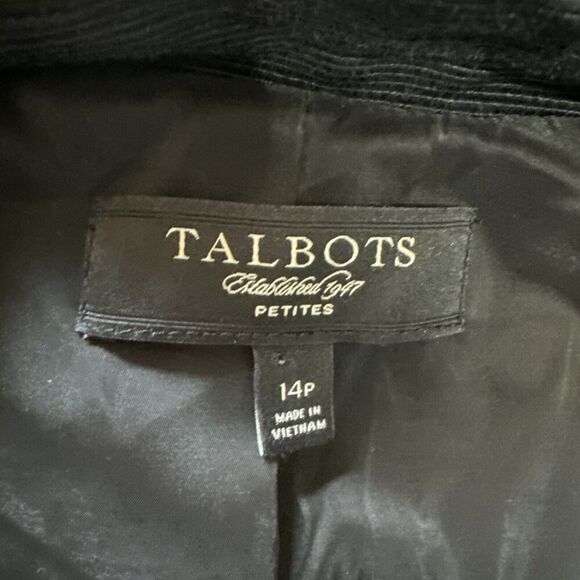 TALBOTS
Established 1947
PETITES
14P
MADE IN
VIETNAM